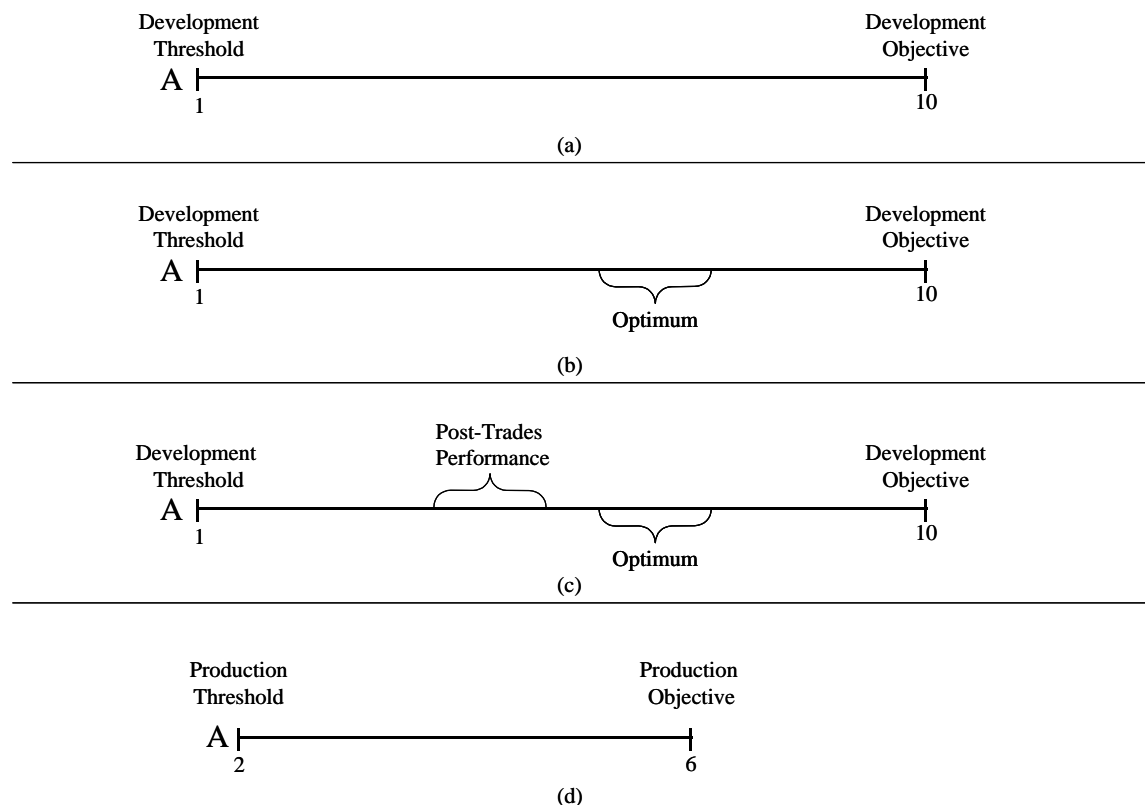 Development Threshold
Development Objective
A
1
10
(a)
Development Threshold
Development Objective
A
1
10
Optimum
(b)
Post-Trades Performance
Development Threshold
Development Objective
A
1
10
Optimum
(c)
Production Threshold
Production Objective
A
2
6
(d)